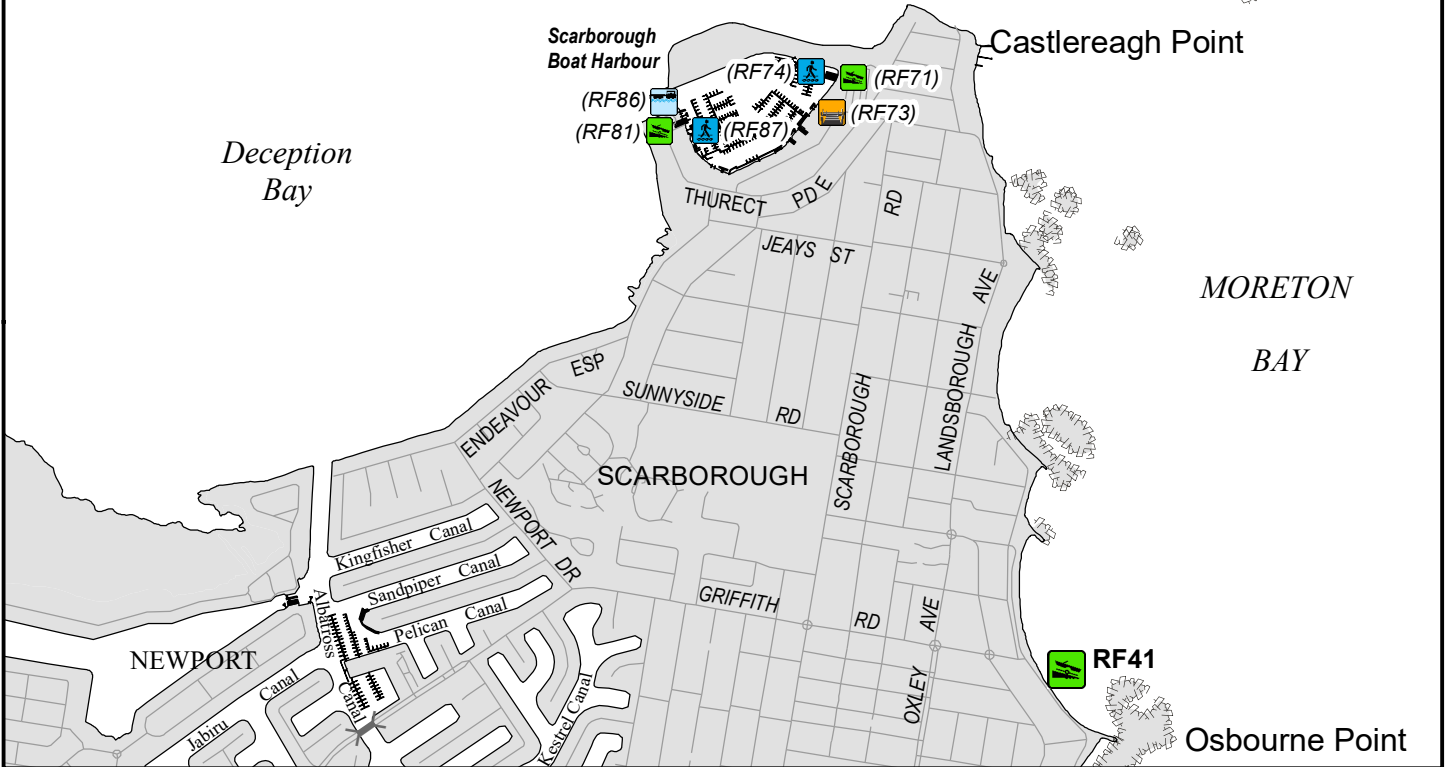 Castlereagh Point
Scarborough
Boat Harbour
(RF74)
(RF71)
(RF86)
(RF73)
(RF81)
(RF87)
Deception
Bay
THURECT PDE
RD
JEAYS ST
MORETON
BAY
LANDSBOROUGH AVE
ENDEAVOUR ESP
SUNNYSIDE RD
SCARBOROUGH
SCARBOROUGH
NEWPORT DR
Kingfisher Canal
Sandpiper Canal
Pelican Canal
Albatross
Canal
GRIFFITH RD
OXLEY AVE
NEWPORT
Jabiru Canal
Kestrel Canal
RF41
Osbourne Point